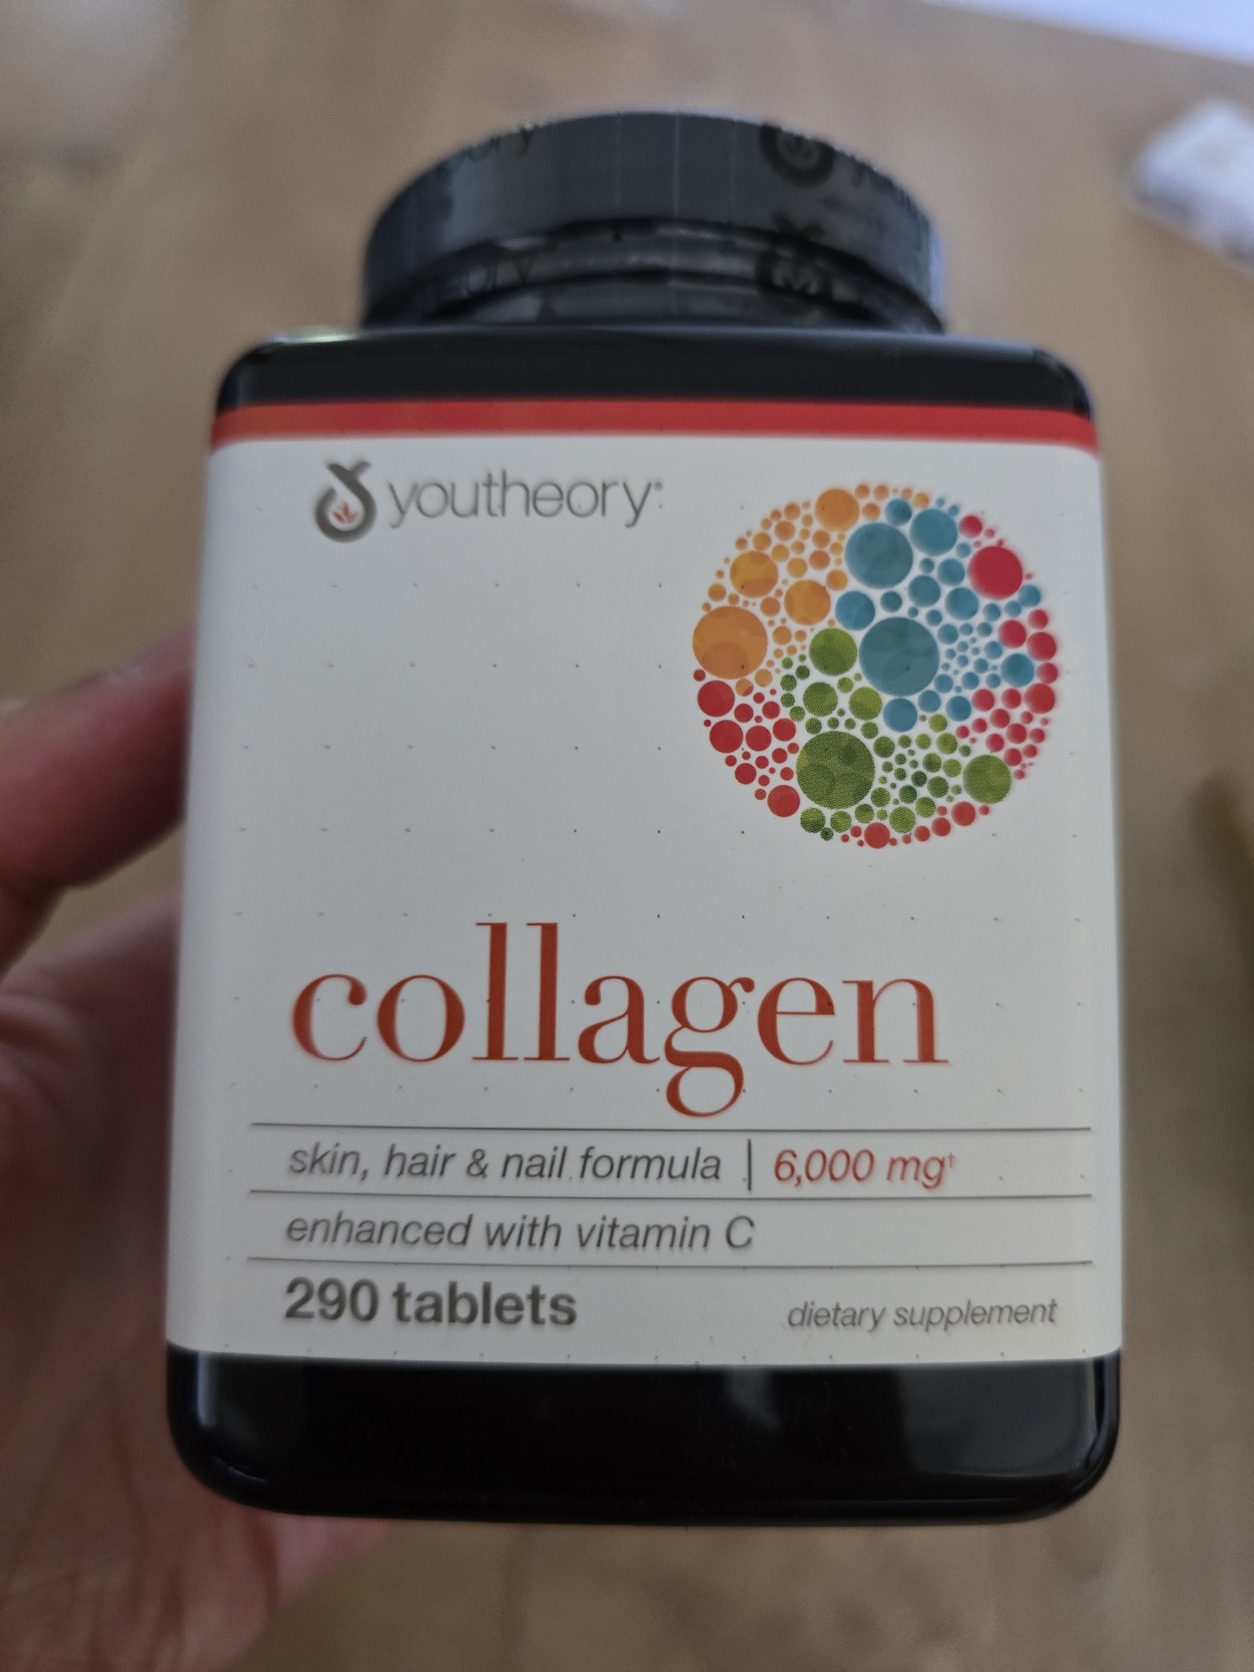 youtheory
collagen
skin, hair & nail formula | 6,000 mg†
enhanced with vitamin C
290 tablets
dietary supplement